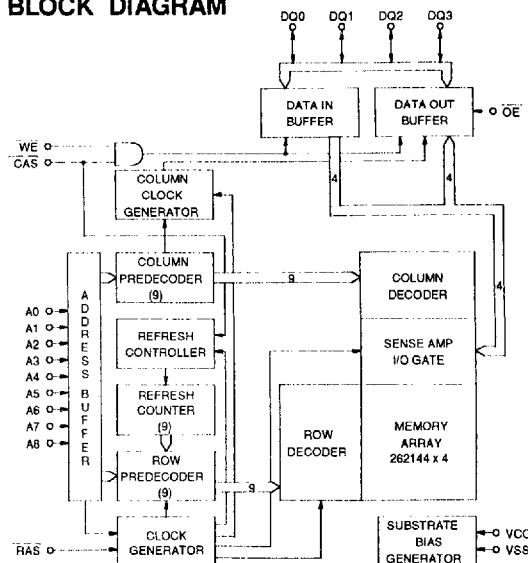 BLOCK DIAGRAM
DQ0 DQ1 DQ2 DQ3
DATA IN
BUFFER
DATA OUT
BUFFER
OE
WE
CAS
4
4
COLUMN
CLOCK
GENERATOR
COLUMN
PREDECODER
(9)
9
COLUMN
DECODER
4
ADDRESS BUFFER
A0
A1
A2
A3
A4
A5
A6
A7
A8
REFRESH
CONTROLLER
SENSE AMP
I/O GATE
REFRESH
COUNTER
(9)
ROW
DECODER
MEMORY
ARRAY
262144 x 4
ROW
PREDECODER
(9)
9
RAS
CLOCK
GENERATOR
SUBSTRATE
BIAS
GENERATOR
VCC
VSS